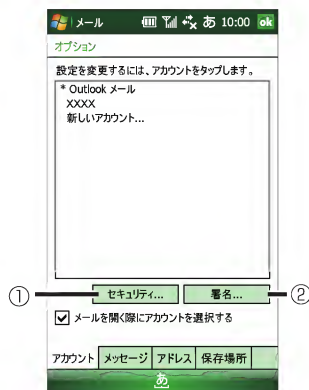 メール あ 10:00 ok
オプション
設定を変更するには、アカウントをタップします。
* Outlook メール
XXXX
新しいアカウント...
① セキュリティ... 署名... ②
メールを開く際にアカウントを選択する
アカウント メッセージ アドレス 保存場所
あ